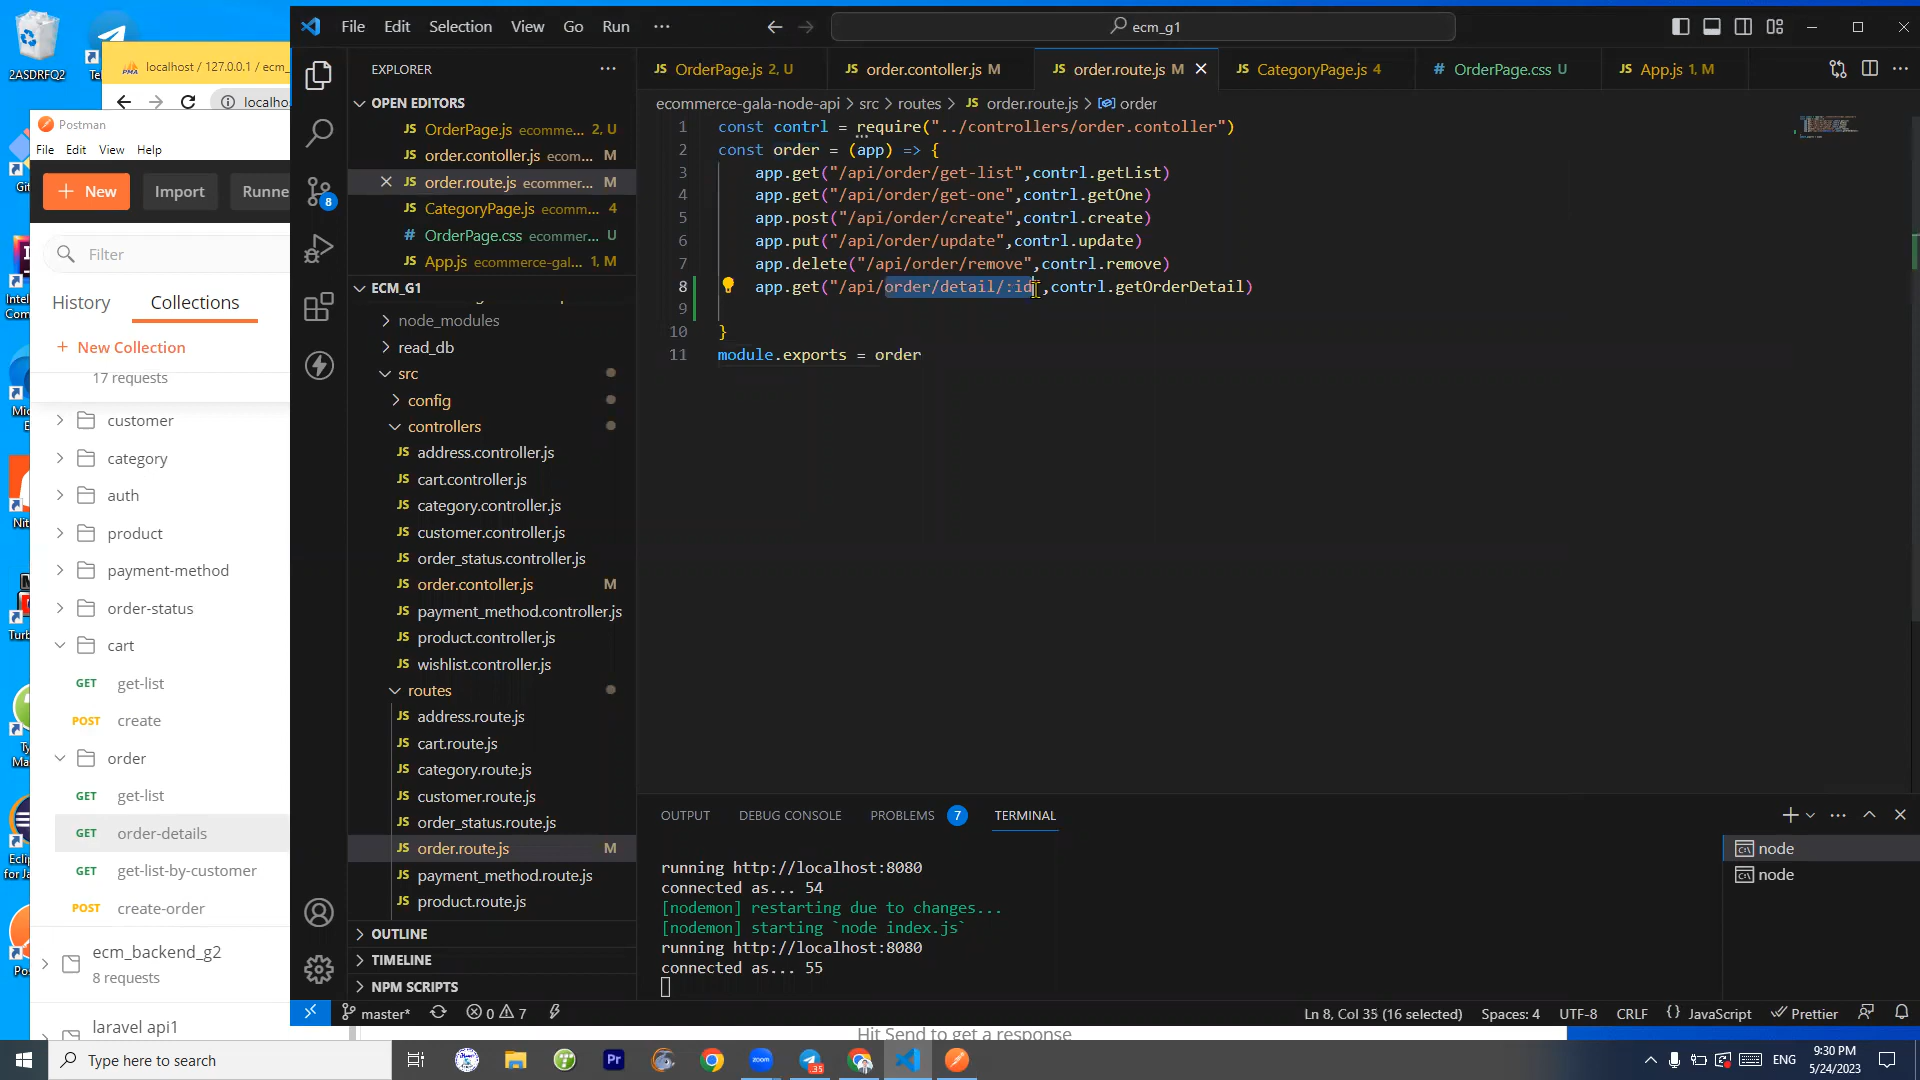 2ASDRFQ2
localhost / 127.0.0.1 / ecm_
localho
Postman
File Edit View Help
New
Import
Runne
Filter
History
Collections
+ New Collection
17 requests
customer
category
auth
product
payment-method
order-status
cart
GET get-list
POST create
order
GET get-list
GET order-details
GET get-list-by-customer
POST create-order
ecm_backend_g2
8 requests
laravel api1
File Edit Selection View Go Run ...
ecm_g1
EXPLORER
OPEN EDITORS
JS OrderPage.js ecomme... 2, U
JS order.contoller.js ecom... M
JS order.route.js ecommer... M
JS CategoryPage.js ecomm... 4
# OrderPage.css ecommer... U
JS App.js ecommerce-gal... 1, M
ECM_G1
node_modules
read_db
src
config
controllers
JS address.controller.js
JS cart.controller.js
JS category.controller.js
JS customer.controller.js
JS order_status.controller.js
JS order.contoller.js M
JS payment_method.controller.js
JS product.controller.js
JS wishlist.controller.js
routes
JS address.route.js
JS cart.route.js
JS category.route.js
JS customer.route.js
JS order_status.route.js
JS order.route.js M
JS payment_method.route.js
JS product.route.js
OUTLINE
TIMELINE
NPM SCRIPTS
JS OrderPage.js 2, U
JS order.contoller.js M
JS order.route.js M
JS CategoryPage.js 4
# OrderPage.css U
JS App.js 1, M
ecommerce-gala-node-api > src > routes > JS order.route.js > order
1 const contrl = require("../controllers/order.contoller")
2 const order = (app) => {
3 app.get("/api/order/get-list",contrl.getList)
4 app.get("/api/order/get-one",contrl.getOne)
5 app.post("/api/order/create",contrl.create)
6 app.put("/api/order/update",contrl.update)
7 app.delete("/api/order/remove",contrl.remove)
8 app.get("/api/order/detail/:id",contrl.getOrderDetail)
9
10 }
11 module.exports = order
OUTPUT DEBUG CONSOLE PROBLEMS 7 TERMINAL
running http://localhost:8080
connected as... 54
[nodemon] restarting due to changes...
[nodemon] starting `node index.js`
running http://localhost:8080
connected as... 55
node
node
8
master* 0 7
Ln 8, Col 35 (16 selected) Spaces: 4 UTF-8 CRLF {} JavaScript Prettier
Hit Send to get a response
Type here to search
Pr
zoom
35
ENG
9:30 PM
5/24/2023